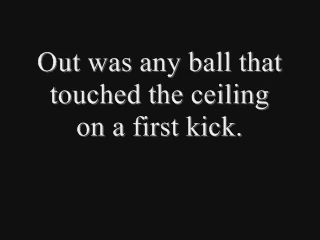 Out was any ball that
touched the ceiling
on a first kick.